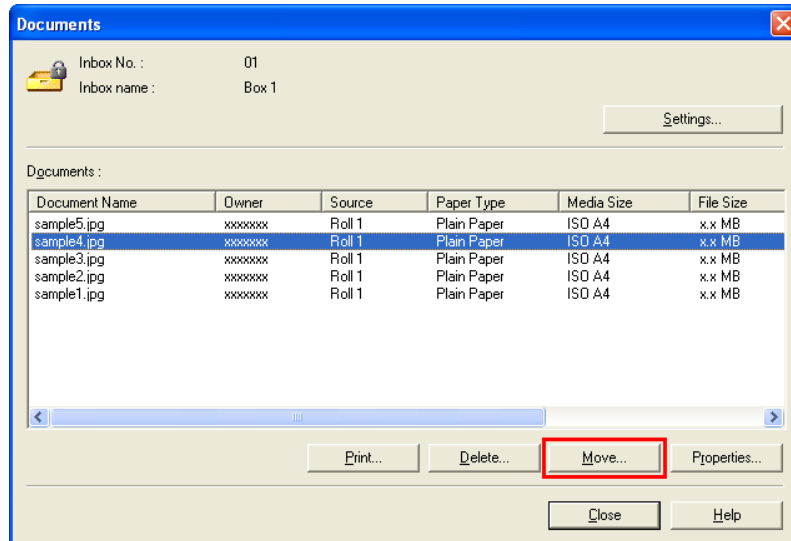 Documents
Inbox No. : 01
Inbox name : Box 1
Settings...
Documents :
Document Name Owner Source Paper Type Media Size File Size
sample5.jpg xxxxxxx Roll 1 Plain Paper ISO A4 x.x MB
sample4.jpg xxxxxxx Roll 1 Plain Paper ISO A4 x.x MB
sample3.jpg xxxxxxx Roll 1 Plain Paper ISO A4 x.x MB
sample2.jpg xxxxxxx Roll 1 Plain Paper ISO A4 x.x MB
sample1.jpg xxxxxxx Roll 1 Plain Paper ISO A4 x.x MB
Print... Delete... Move... Properties...
Close Help